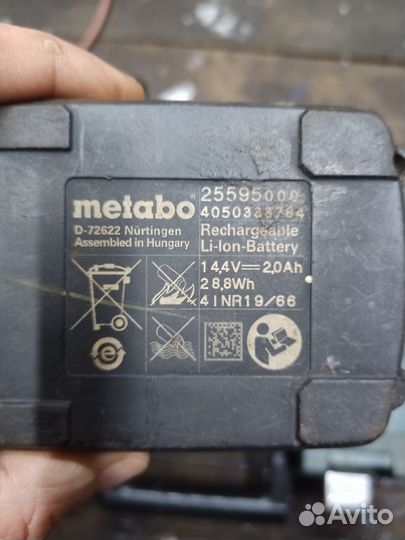 metabo
D-72622 Nürtingen
Assembled in Hungary
25595000
4050333784
Rechargeable
Li-Ion-Battery
14,4V⎓2,0Ah
28,8Wh
4INR19/66
Avito